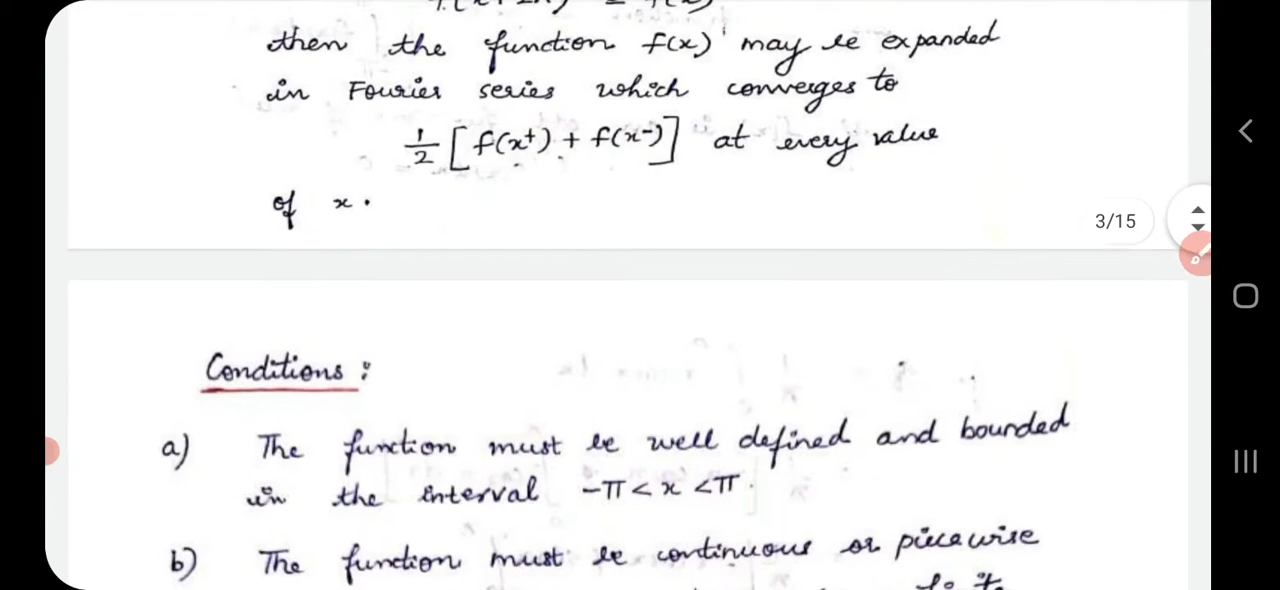 then the function f(x) may be expanded
in Fourier series which converges to
1/2 [f(x⁺) + f(x⁻)] at every value
of x.
3/15
Conditions :
a) The function must be well defined and bounded
in the interval -π < x < π.
b) The function must be continuous or piecewise